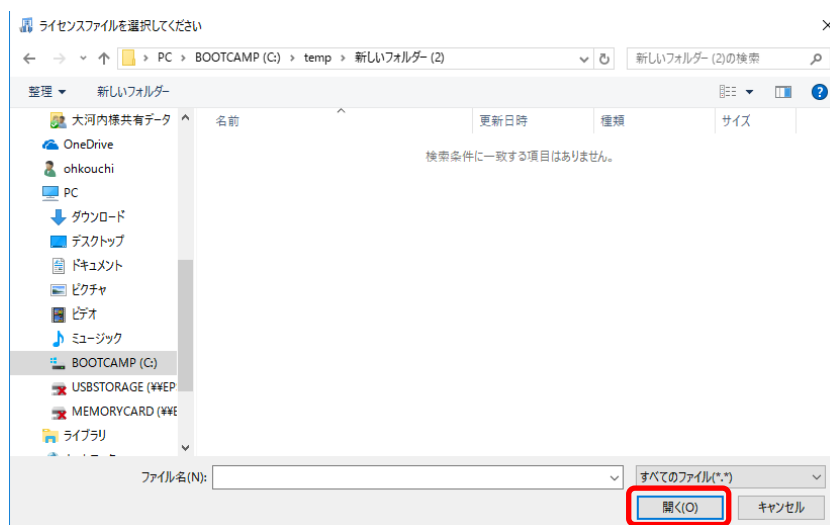 ライセンスファイルを選択してください
PC › BOOTCAMP (C:) › temp › 新しいフォルダー (2)
新しいフォルダー (2)の検索
整理 新しいフォルダー
名前 更新日時 種類 サイズ
検索条件に一致する項目はありません。
大河内様共有データ
OneDrive
ohkouchi
PC
ダウンロード
デスクトップ
ドキュメント
ピクチャ
ビデオ
ミュージック
BOOTCAMP (C:)
USBSTORAGE (¥¥EP
MEMORYCARD (¥¥E
ライブラリ
ファイル名(N):
すべてのファイル(*.*)
開く(O) キャンセル